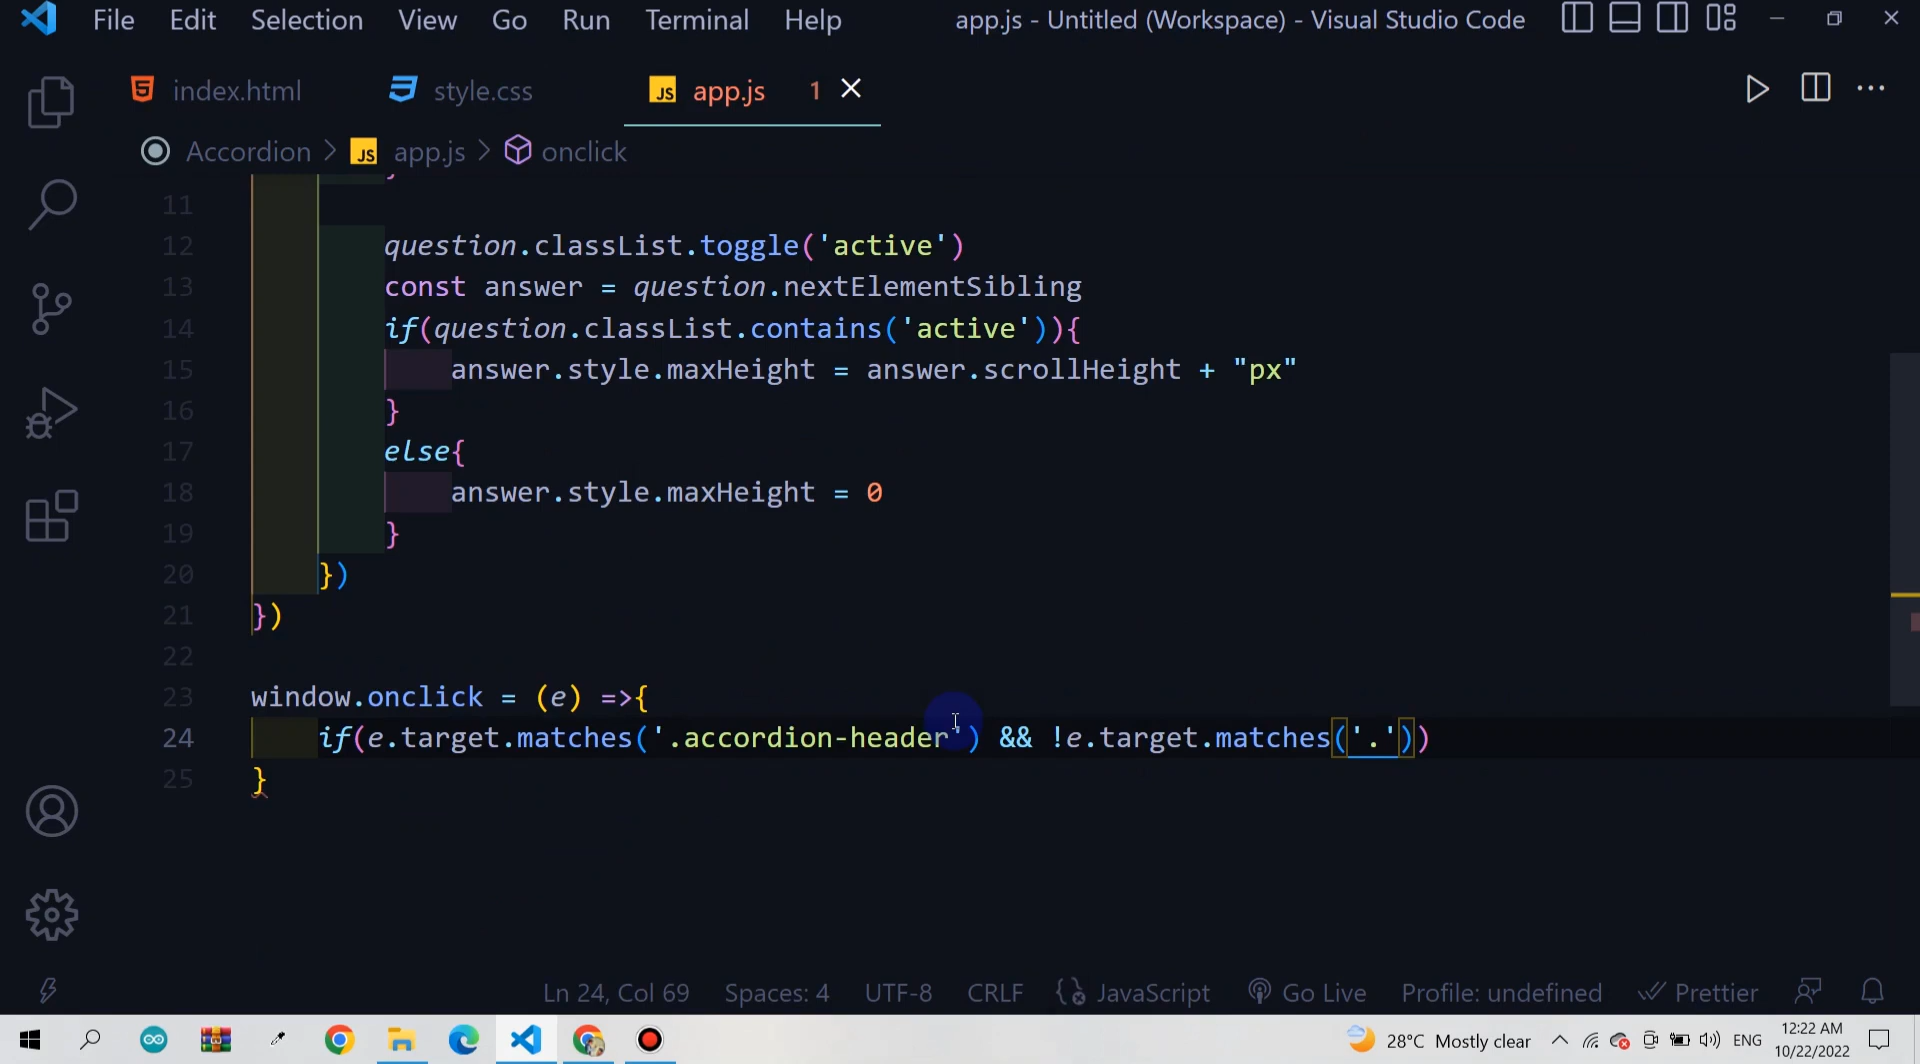 File Edit Selection View Go Run Terminal Help app.js - Untitled (Workspace) - Visual Studio Code
index.html style.css JS app.js 1
Accordion > JS app.js > onclick
}
11
12 question.classList.toggle('active')
13 const answer = question.nextElementSibling
14 if(question.classList.contains('active')){
15 answer.style.maxHeight = answer.scrollHeight + "px"
16 }
17 else{
18 answer.style.maxHeight = 0
19 }
20 })
21 })
22
23 window.onclick = (e) =>{
24 if(e.target.matches('.accordion-header') && !e.target.matches('.'))
25 }
Ln 24, Col 69 Spaces: 4 UTF-8 CRLF JavaScript Go Live Profile: undefined Prettier
28°C Mostly clear ENG 12:22 AM
10/22/2022